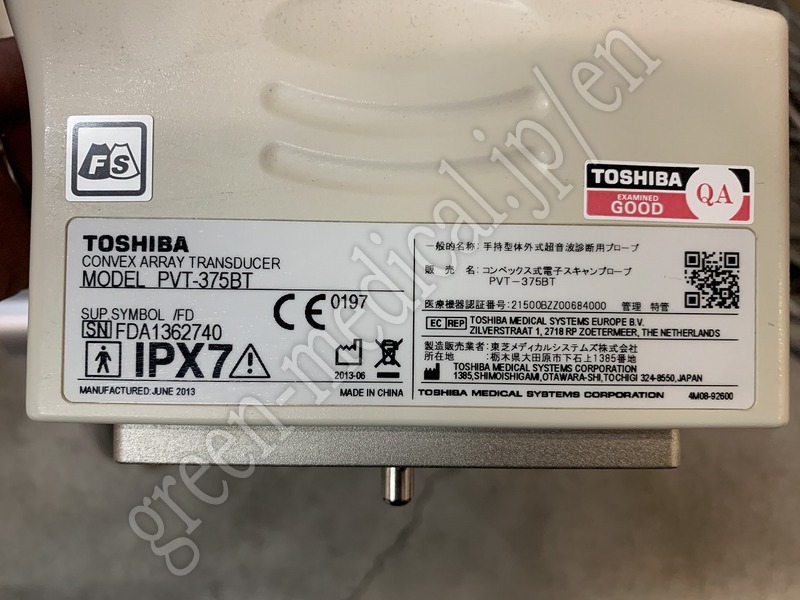 FS
TOSHIBA
EXAMINED
GOOD
QA
TOSHIBA
CONVEX ARRAY TRANSDUCER
MODEL PVT-375BT
SUP.SYMBOL /FD
SN FDA1362740
IPX7
MANUFACTURED:JUNE 2013
CE 0197
2013-06
MADE IN CHINA
一般的名称: 手持型体外式超音波診断用プローブ
販売名: コンベックス式電子スキャンプローブ
PVT-375BT
医療機器認証番号: 21500BZZ00684000 管理 特管
EC REP TOSHIBA MEDICAL SYSTEMS EUROPE B.V.
ZILVERSTRAAT 1, 2718 RP ZOETERMEER, THE NETHERLANDS
製造販売業者: 東芝メディカルシステムズ株式会社
所在地: 栃木県大田原市下石上1385番地
TOSHIBA MEDICAL SYSTEMS CORPORATION
1385,SHIMOISHIGAMI,OTAWARA-SHI,TOCHIGI 324-8550,JAPAN
TOSHIBA MEDICAL SYSTEMS CORPORATION
4M08-92600
green-medical.jp/en